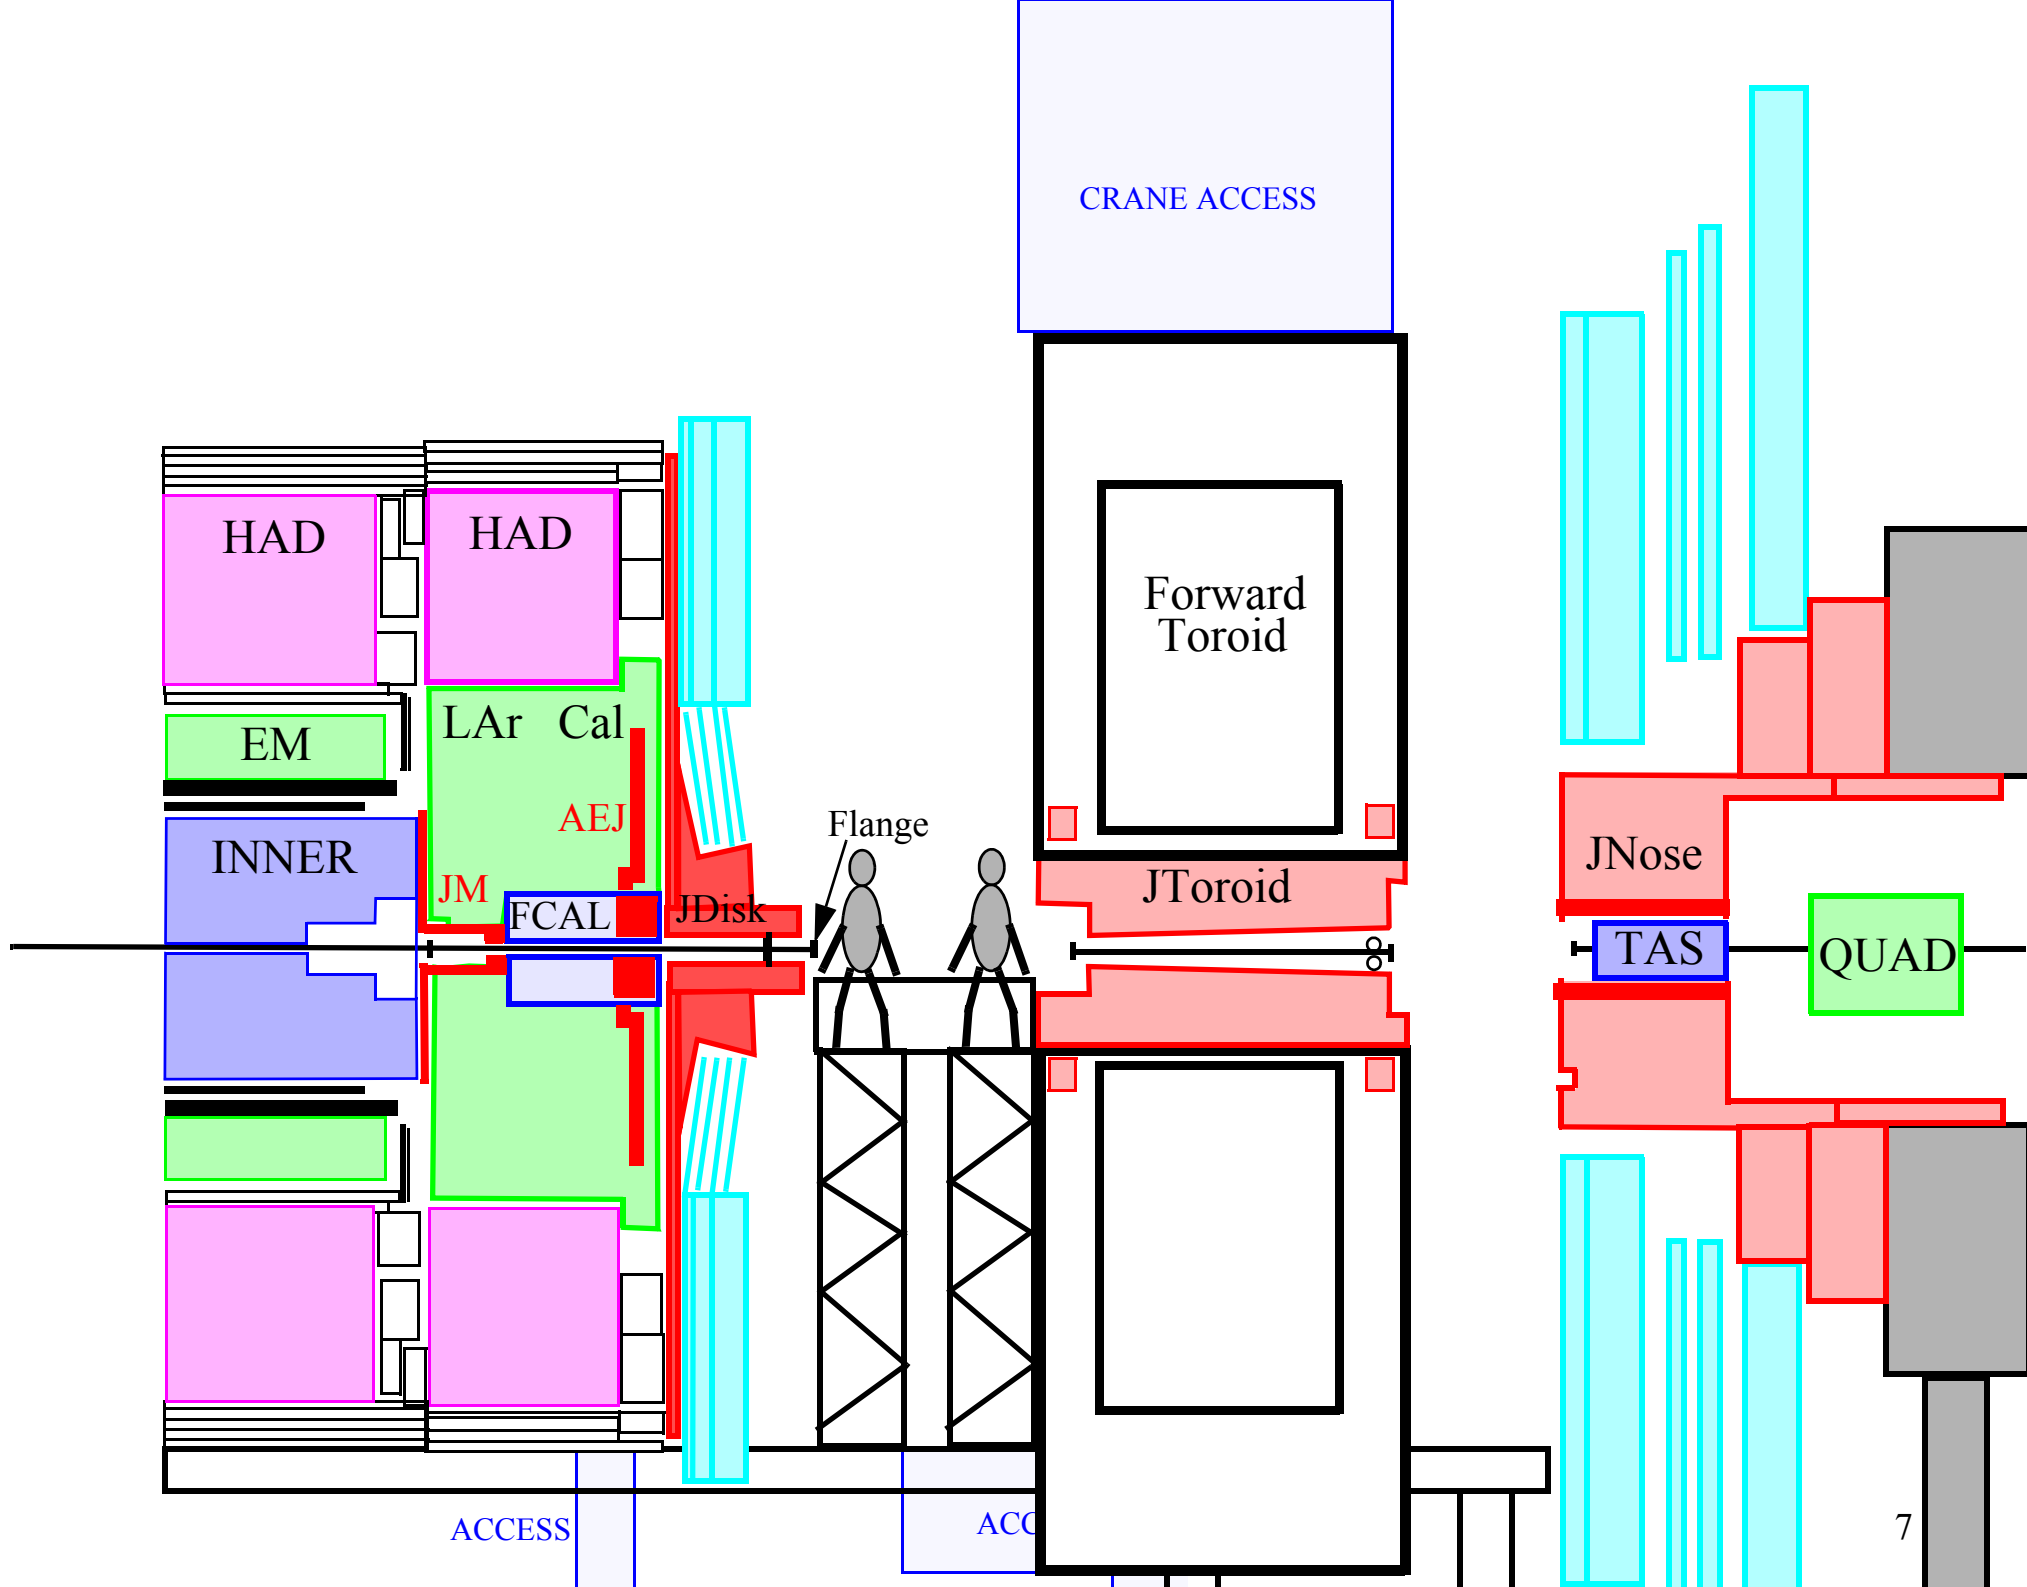 CRANE ACCESS
HAD
HAD
Forward
Toroid
LAr Cal
EM
AEJ
Flange
INNER
JM
FCAL
JDisk
JToroid
JNose
TAS
QUAD
ACCESS
ACC
7